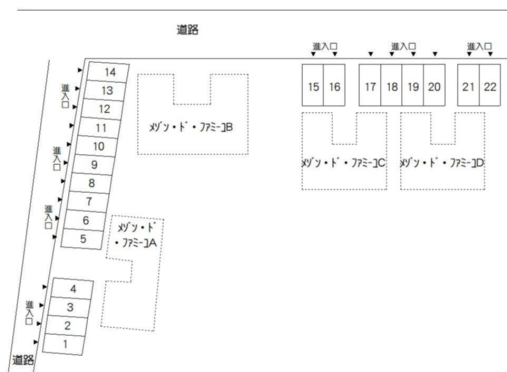 道路
進入口
進入口
進入口
15 16
17 18 19 20
21 22
14
13
12
11
10
9
8
7
6
5
進入口
進入口
進入口
メゾン・ド・ファミーユB
メゾン・ド・ファミーユC
メゾン・ド・ファミーユD
メゾン・ド
・ファミーユA
4
3
2
1
進入口
道路